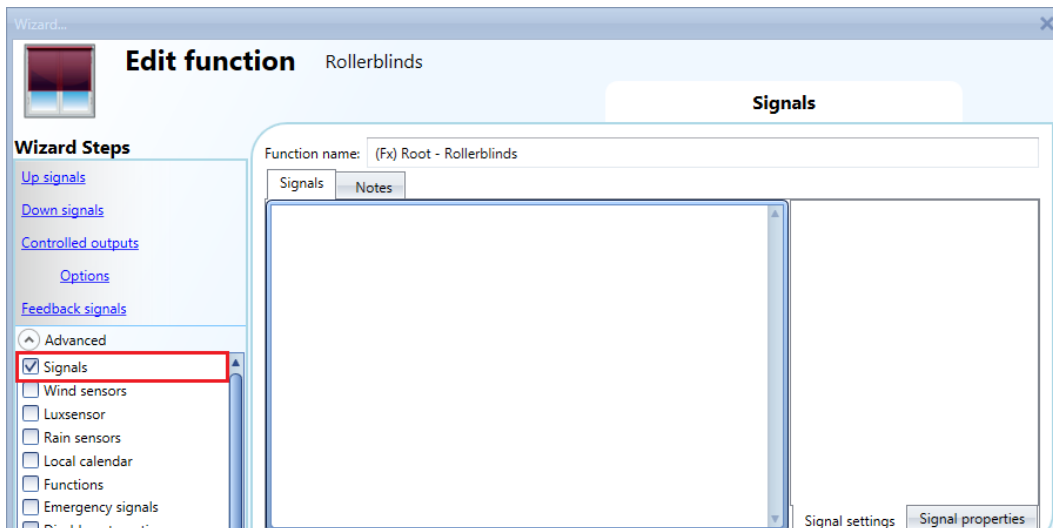 Wizard...
Edit function Rollerblinds
Signals
Wizard Steps
Up signals
Down signals
Controlled outputs
Options
Feedback signals
Advanced
Signals
Wind sensors
Luxsensor
Rain sensors
Local calendar
Functions
Emergency signals
Function name: (Fx) Root - Rollerblinds
Signals Notes
Signal settings Signal properties